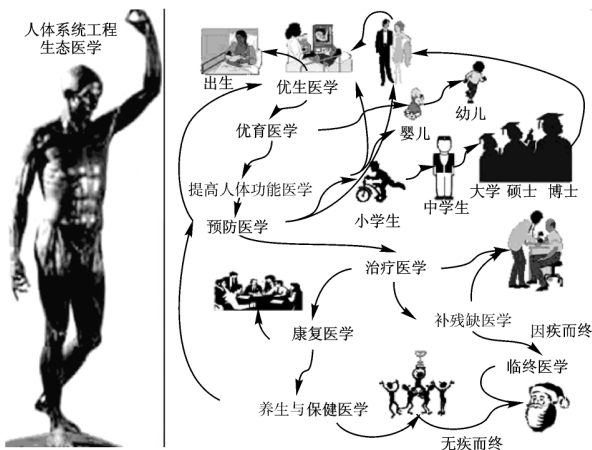 人体系统工程
生态医学
出生
优生医学
优育医学
婴儿
幼儿
提高人体功能医学
小学生
中学生
大学 硕士 博士
预防医学
治疗医学
康复医学
补残缺医学
因疾而终
临终医学
养生与保健医学
无疾而终